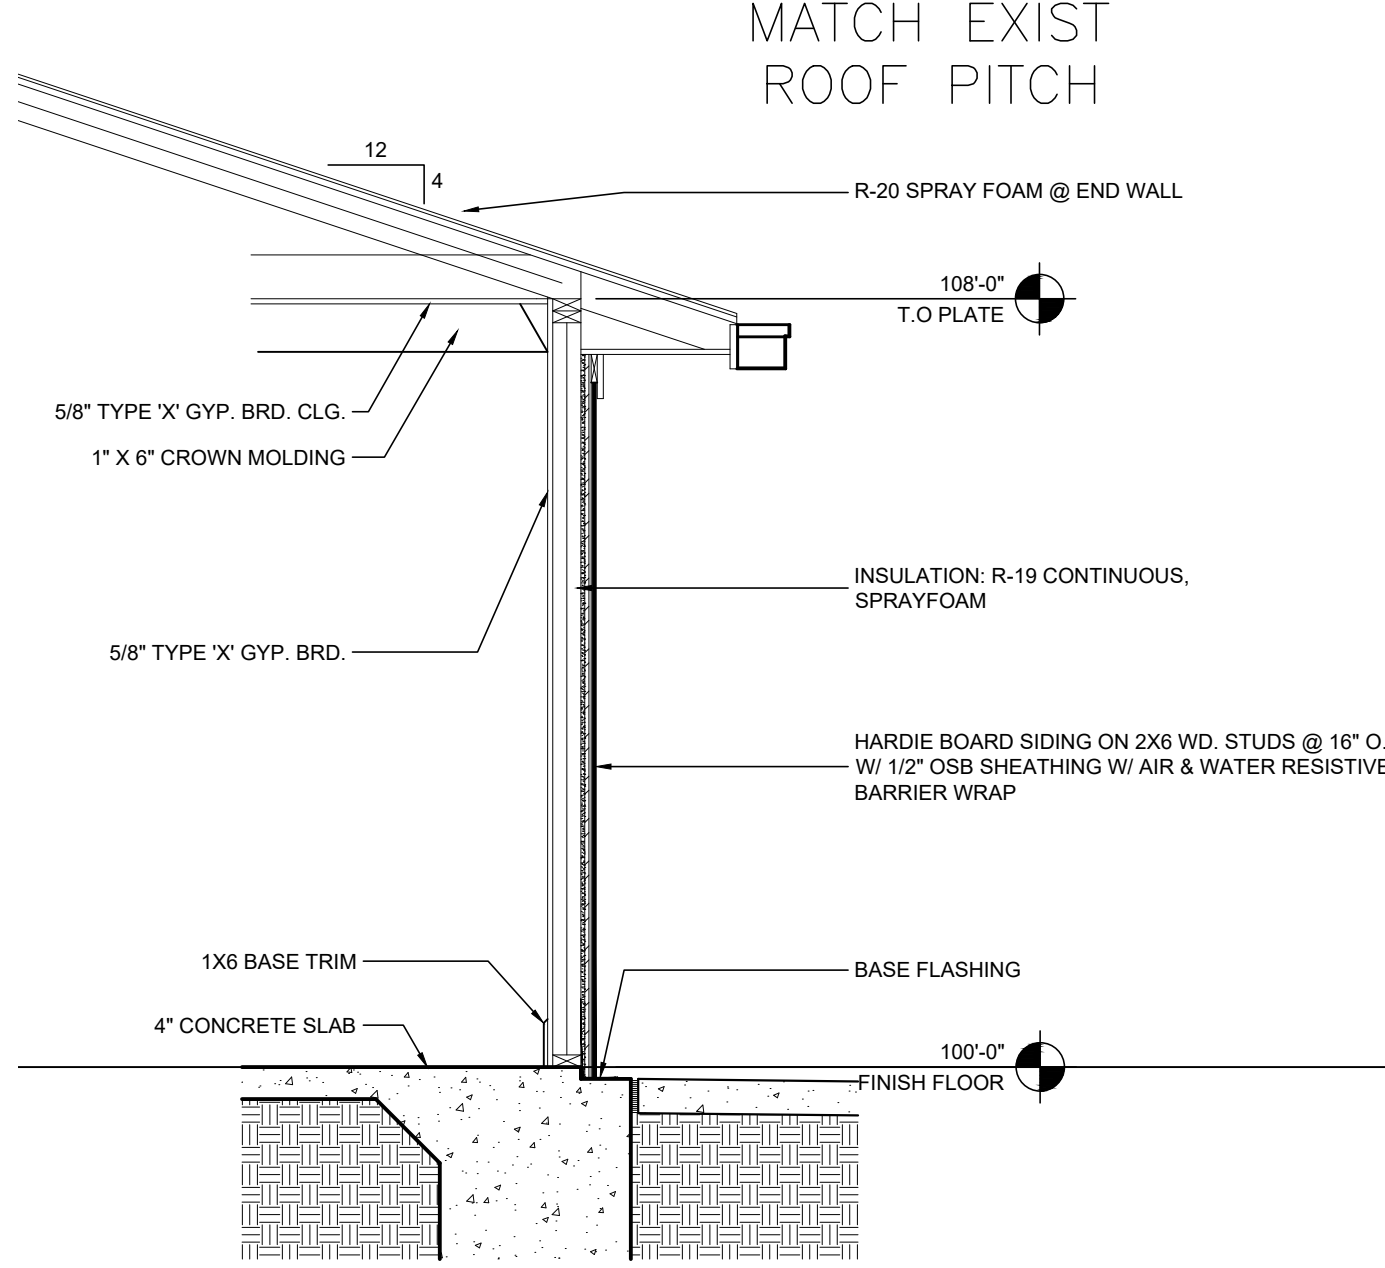 MATCH EXIST
ROOF PITCH
12
4
R-20 SPRAY FOAM @ END WALL
108'-0"
T.O PLATE
5/8" TYPE 'X' GYP. BRD. CLG.
1" X 6" CROWN MOLDING
INSULATION: R-19 CONTINUOUS,
SPRAYFOAM
5/8" TYPE 'X' GYP. BRD.
HARDIE BOARD SIDING ON 2X6 WD. STUDS @ 16" O.
W/ 1/2" OSB SHEATHING W/ AIR & WATER RESISTIVE
BARRIER WRAP
1X6 BASE TRIM
BASE FLASHING
4" CONCRETE SLAB
100'-0"
FINISH FLOOR